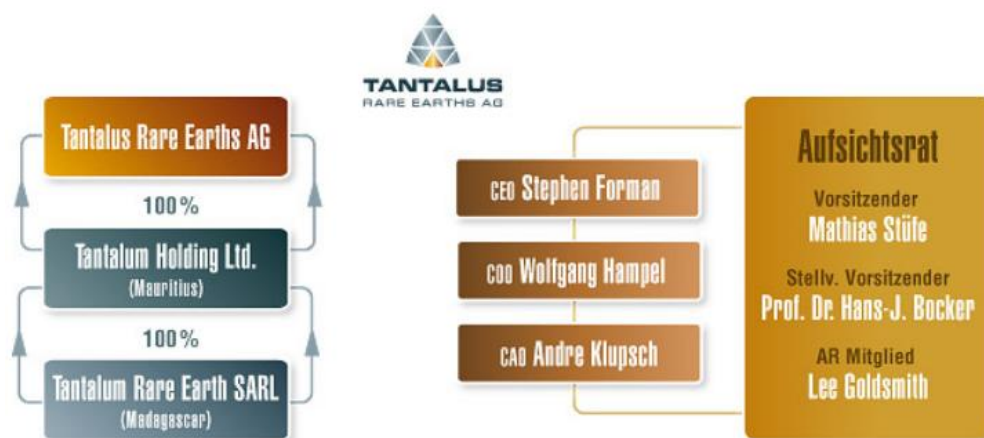 TANTALUS
RARE EARTHS AG
Tantalus Rare Earths AG
100%
Tantalum Holding Ltd.
(Mauritius)
100%
Tantalum Rare Earth SARL
(Madagascar)
CEO Stephen Forman
COO Wolfgang Hampel
CAO Andre Klupsch
Aufsichtsrat
Vorsitzender
Mathias Stüfe
Stellv. Vorsitzender
Prof. Dr. Hans-J. Bocker
AR Mitglied
Lee Goldsmith